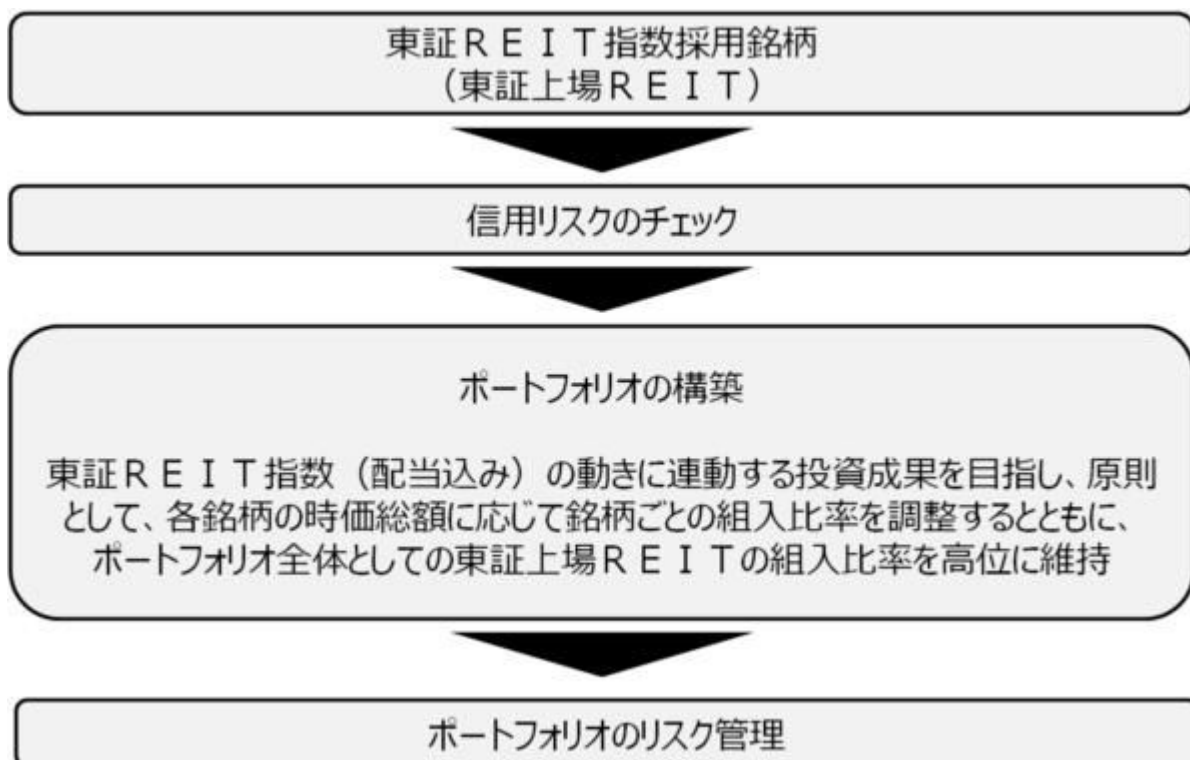 東証ＲＥＩＴ指数採用銘柄
（東証上場ＲＥＩＴ）
信用リスクのチェック
ポートフォリオの構築
東証ＲＥＩＴ指数（配当込み）の動きに連動する投資成果を目指し、原則
として、各銘柄の時価総額に応じて銘柄ごとの組入比率を調整するとともに、
ポートフォリオ全体としての東証上場ＲＥＩＴの組入比率を高位に維持
ポートフォリオのリスク管理